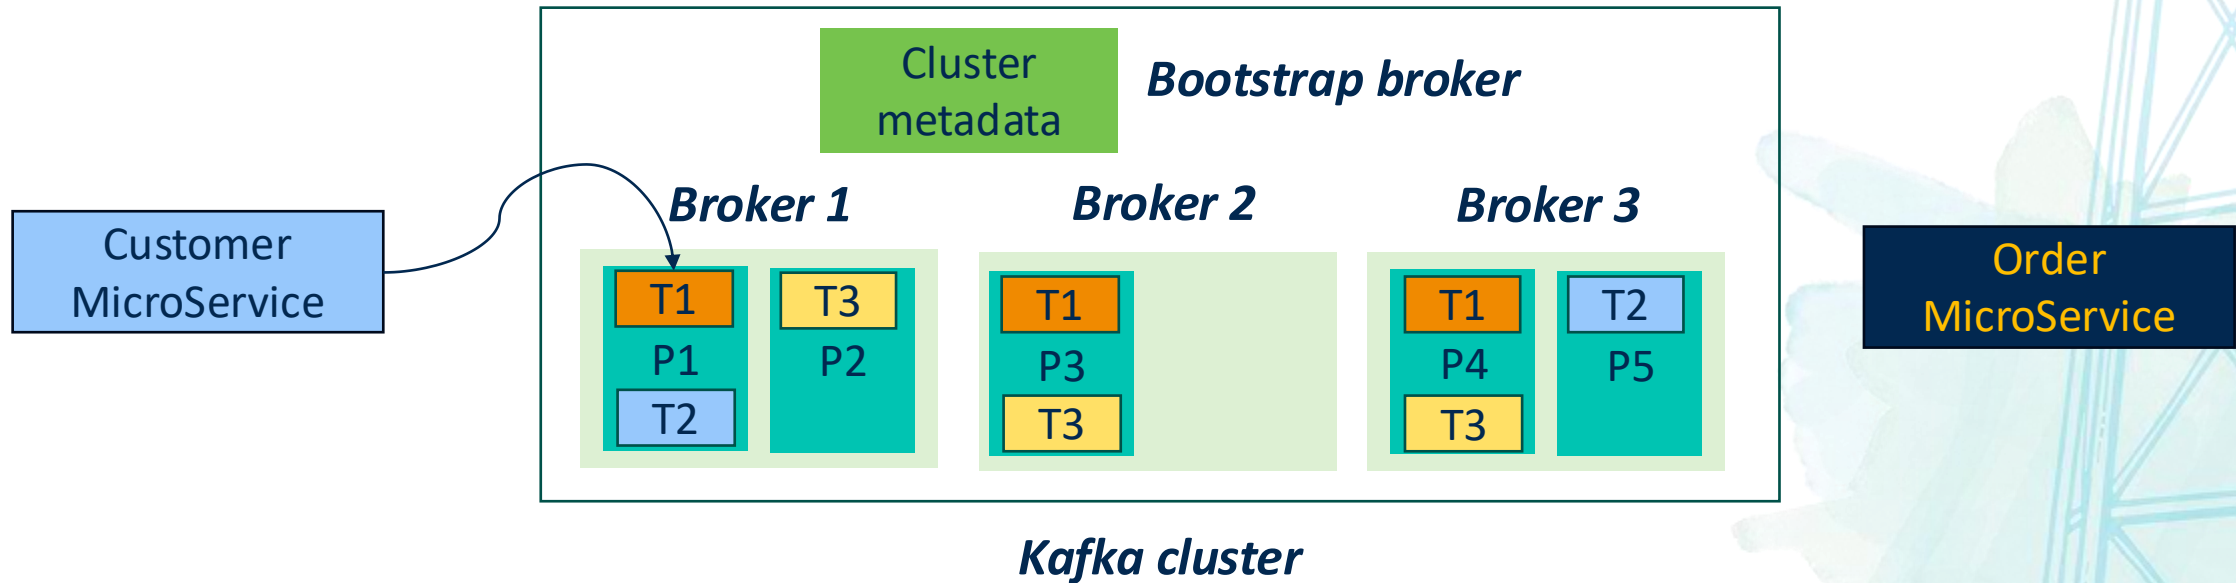 Cluster
metadata
Bootstrap broker
Customer
MicroService
Broker 1
Broker 2
Broker 3
T1
P1
T2
T3
P2
T1
P3
T3
T1
P4
T3
T2
P5
Order
MicroService
Kafka cluster